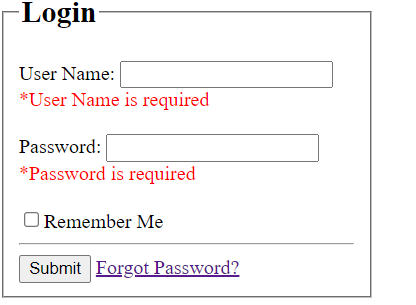 Login
User Name:
*User Name is required
Password:
*Password is required
Remember Me
Submit Forgot Password?